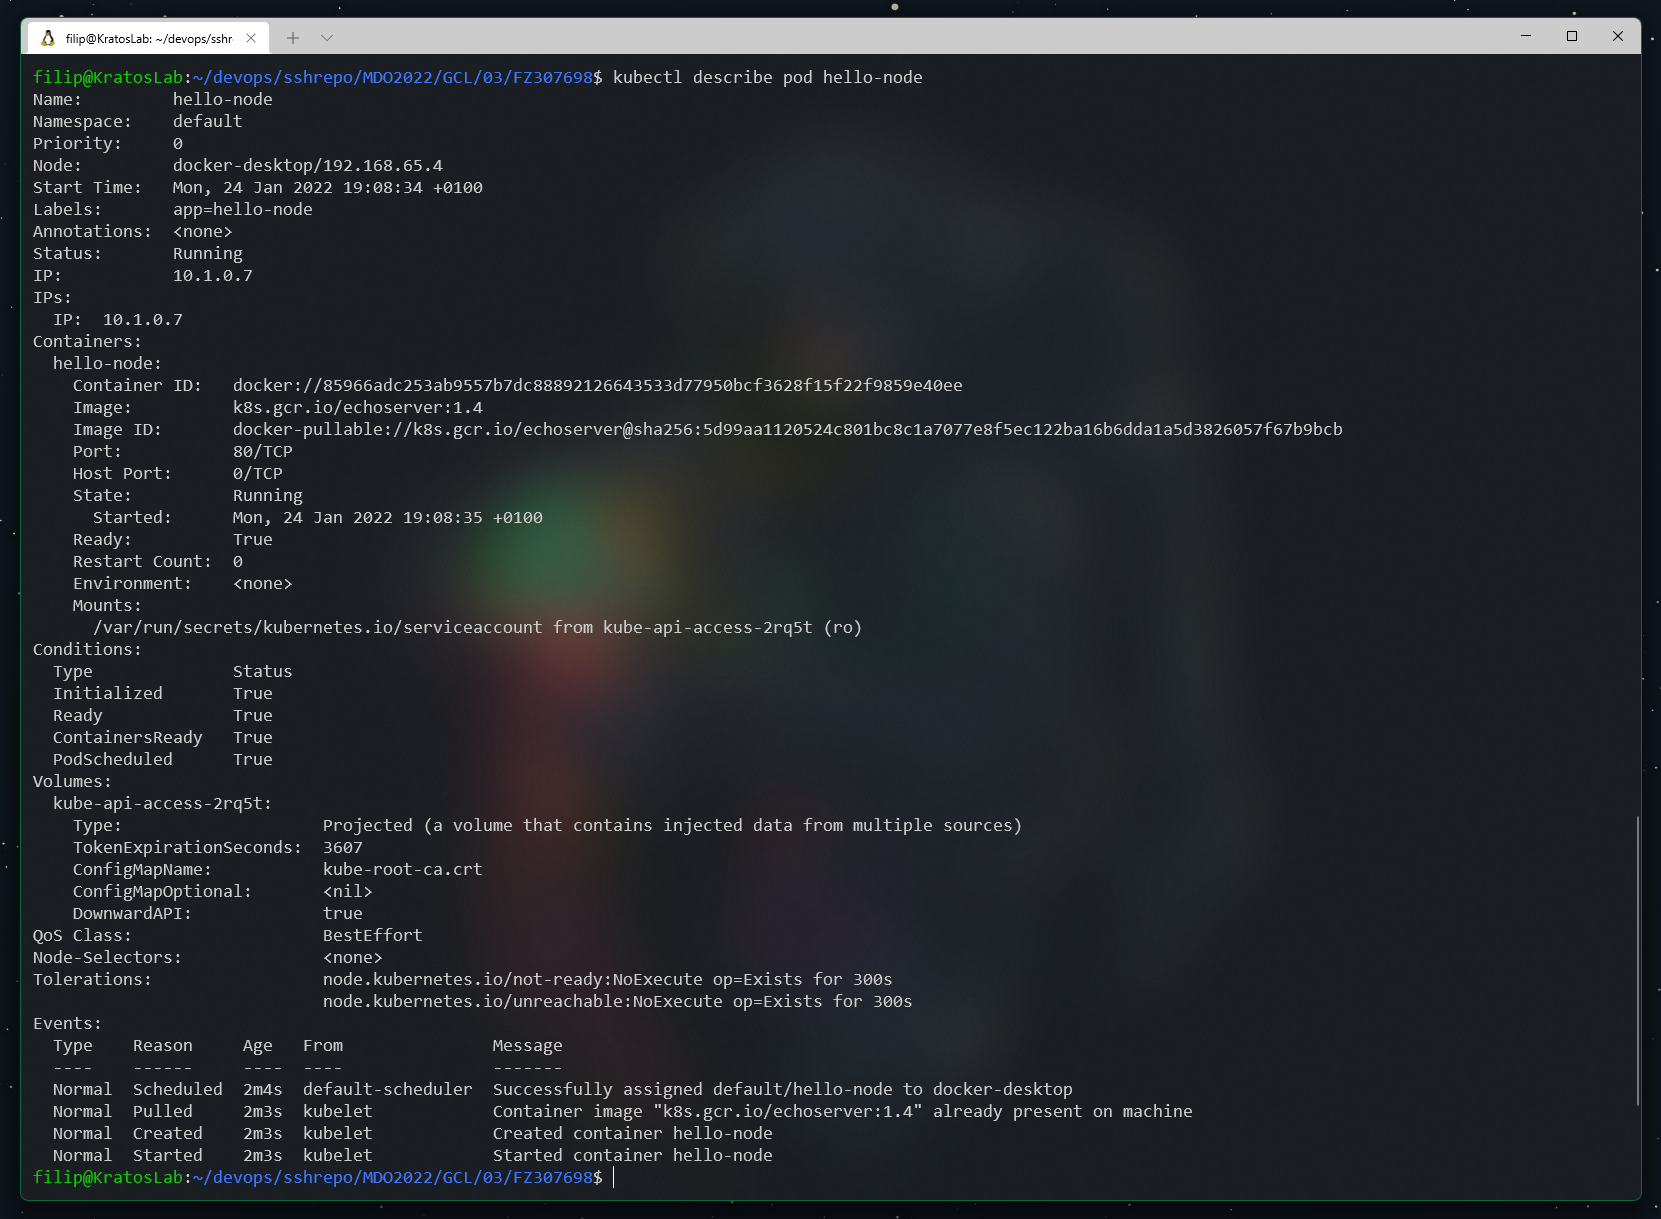 filip@KratosLab: ~/devops/sshr
filip@KratosLab:~/devops/sshrepo/MDO2022/GCL/03/FZ307698$ kubectl describe pod hello-node
Name:         hello-node
Namespace:    default
Priority:     0
Node:         docker-desktop/192.168.65.4
Start Time:   Mon, 24 Jan 2022 19:08:34 +0100
Labels:       app=hello-node
Annotations:  <none>
Status:       Running
IP:           10.1.0.7
IPs:
  IP:  10.1.0.7
Containers:
  hello-node:
    Container ID:   docker://85966adc253ab9557b7dc88892126643533d77950bcf3628f15f22f9859e40ee
    Image:          k8s.gcr.io/echoserver:1.4
    Image ID:       docker-pullable://k8s.gcr.io/echoserver@sha256:5d99aa1120524c801bc8c1a7077e8f5ec122ba16b6dda1a5d3826057f67b9bcb
    Port:           80/TCP
    Host Port:      0/TCP
    State:          Running
      Started:      Mon, 24 Jan 2022 19:08:35 +0100
    Ready:          True
    Restart Count:  0
    Environment:    <none>
    Mounts:
      /var/run/secrets/kubernetes.io/serviceaccount from kube-api-access-2rq5t (ro)
Conditions:
  Type              Status
  Initialized       True
  Ready             True
  ContainersReady   True
  PodScheduled      True
Volumes:
  kube-api-access-2rq5t:
    Type:                    Projected (a volume that contains injected data from multiple sources)
    TokenExpirationSeconds:  3607
    ConfigMapName:           kube-root-ca.crt
    ConfigMapOptional:       <nil>
    DownwardAPI:             true
QoS Class:                   BestEffort
Node-Selectors:              <none>
Tolerations:                 node.kubernetes.io/not-ready:NoExecute op=Exists for 300s
                             node.kubernetes.io/unreachable:NoExecute op=Exists for 300s
Events:
  Type    Reason     Age   From               Message
  ----    ------     ----  ----               -------
  Normal  Scheduled  2m4s  default-scheduler  Successfully assigned default/hello-node to docker-desktop
  Normal  Pulled     2m3s  kubelet            Container image "k8s.gcr.io/echoserver:1.4" already present on machine
  Normal  Created    2m3s  kubelet            Created container hello-node
  Normal  Started    2m3s  kubelet            Started container hello-node
filip@KratosLab:~/devops/sshrepo/MDO2022/GCL/03/FZ307698$